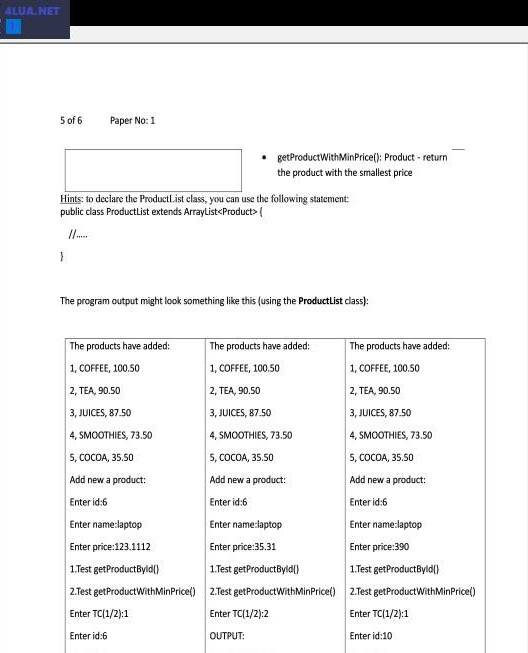 4LUA.NET
5 of 6 Paper No: 1
• getProductWithMinPrice(): Product - return
the product with the smallest price
Hints: to declare the ProductList class, you can use the following statement:
public class ProductList extends ArrayList<Product> {
//.....
}
The program output might look something like this (using the ProductList class):
The products have added: The products have added: The products have added:
1, COFFEE, 100.50 1, COFFEE, 100.50 1, COFFEE, 100.50
2, TEA, 90.50 2, TEA, 90.50 2, TEA, 90.50
3, JUICES, 87.50 3, JUICES, 87.50 3, JUICES, 87.50
4, SMOOTHIES, 73.50 4, SMOOTHIES, 73.50 4, SMOOTHIES, 73.50
5, COCOA, 35.50 5, COCOA, 35.50 5, COCOA, 35.50
Add new a product: Add new a product: Add new a product:
Enter id:6 Enter id:6 Enter id:6
Enter name:laptop Enter name:laptop Enter name:laptop
Enter price:123.1112 Enter price:35.31 Enter price:390
1.Test getProductById() 1.Test getProductById() 1.Test getProductById()
2.Test getProductWithMinPrice() 2.Test getProductWithMinPrice() 2.Test getProductWithMinPrice()
Enter TC(1/2):1 Enter TC(1/2):2 Enter TC(1/2):1
Enter id:6 OUTPUT: Enter id:10